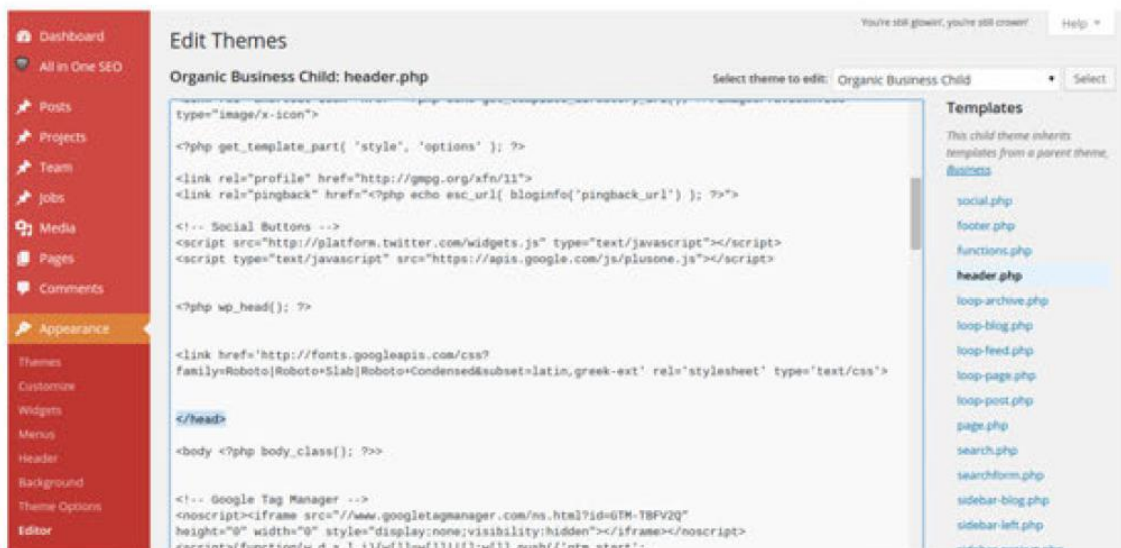 You're still glowin', you're still crowin'
Help
Dashboard
All in One SEO
Posts
Projects
Team
Jobs
Media
Pages
Comments
Appearance
Themes
Customize
Widgets
Menus
Header
Background
Theme Options
Editor
Edit Themes
Organic Business Child: header.php
Select theme to edit: Organic Business Child Select
type="image/x-icon">
<?php get_template_part( 'style', 'options' ); ?>
<link rel="profile" href="http://gmpg.org/xfn/11">
<link rel="pingback" href="<?php echo esc_url( bloginfo('pingback_url') ); ?>">
<!-- Social Buttons -->
<script src="http://platform.twitter.com/widgets.js" type="text/javascript"></script>
<script type="text/javascript" src="https://apis.google.com/js/plusone.js"></script>
<?php wp_head(); ?>
<link href='http://fonts.googleapis.com/css?
family=Roboto|Roboto+Slab|Roboto+Condensed&subset=latin,greek-ext' rel='stylesheet' type='text/css'>
</head>
<body <?php body_class(); ?>>
<!-- Google Tag Manager -->
<noscript><iframe src="//www.googletagmanager.com/ns.html?id=GTM-TBFV2Q"
height="0" width="0" style="display:none;visibility:hidden"></iframe></noscript>
Templates
This child theme inherits
templates from a parent theme,
Business.
social.php
footer.php
functions.php
header.php
loop-archive.php
loop-blog.php
loop-feed.php
loop-page.php
loop-post.php
page.php
search.php
searchform.php
sidebar-blog.php
sidebar-left.php